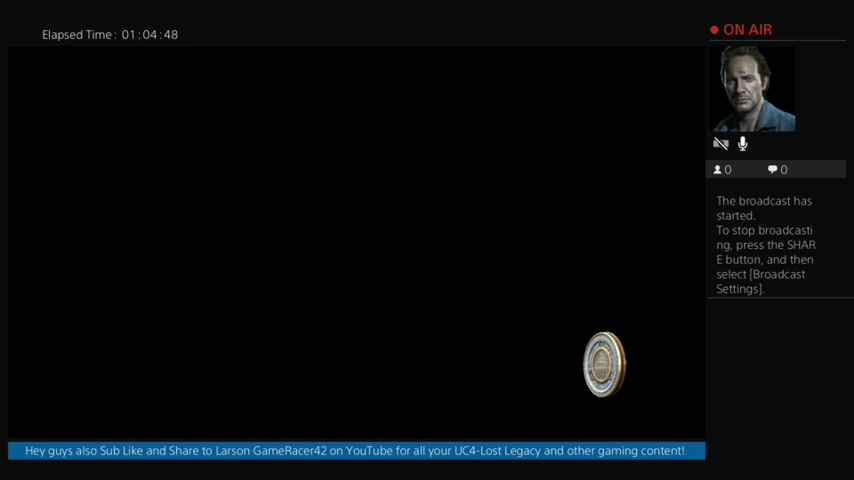 Elapsed Time: 01:04:48
ON AIR
0 0
The broadcast has
started.
To stop broadcasti
ng, press the SHAR
E button, and then
select [Broadcast
Settings].
Hey guys also Sub Like and Share to Larson GameRacer42 on YouTube for all your UC4-Lost Legacy and other gaming content!